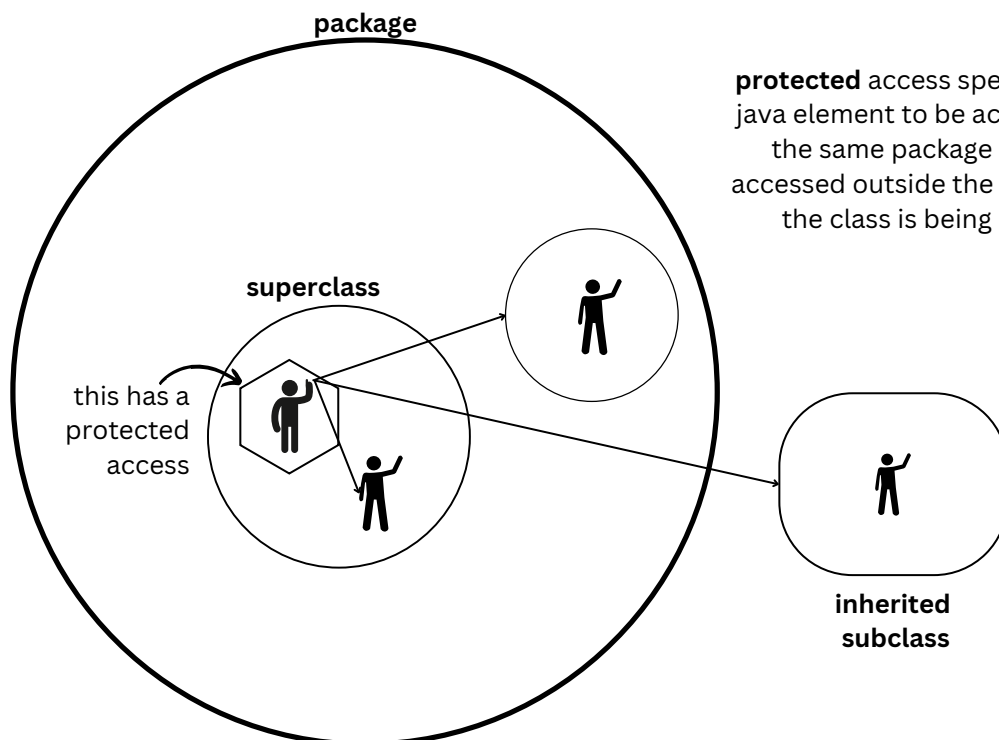 package
protected access spe
java element to be ac
the same package
accessed outside the
the class is being
superclass
this has a
protected
access
inherited
subclass